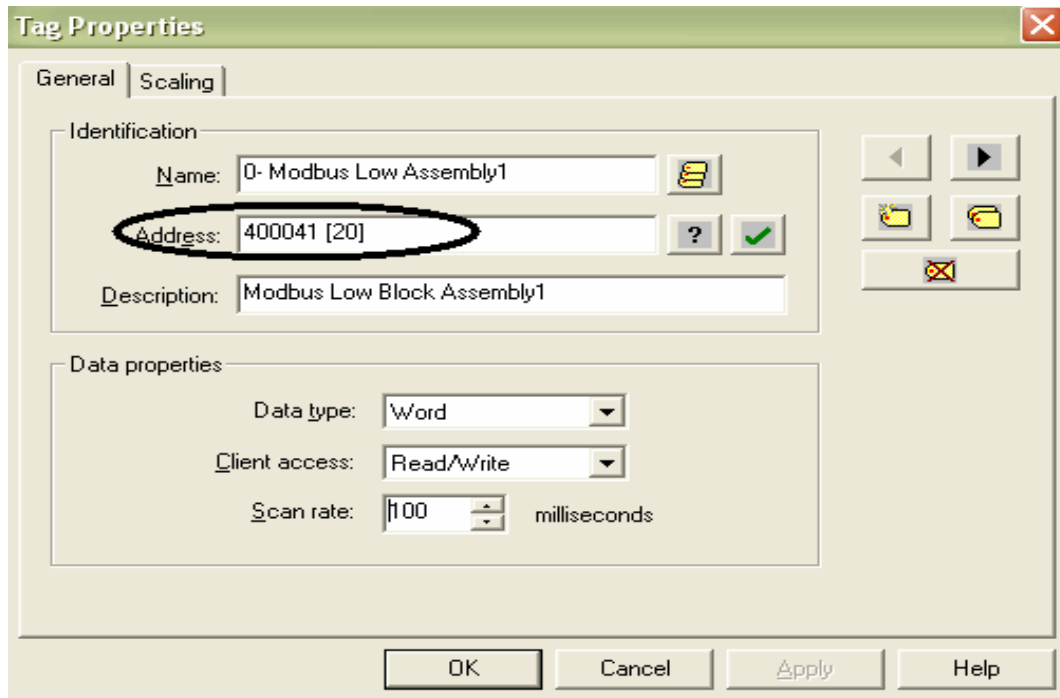 Tag Properties
General
Scaling
Identification
Name: 0- Modbus Low Assembly1
Address: 400041 [20] ?
Description: Modbus Low Block Assembly1
Data properties
Data type: Word
Client access: Read/Write
Scan rate: 100 milliseconds
OK Cancel Apply Help